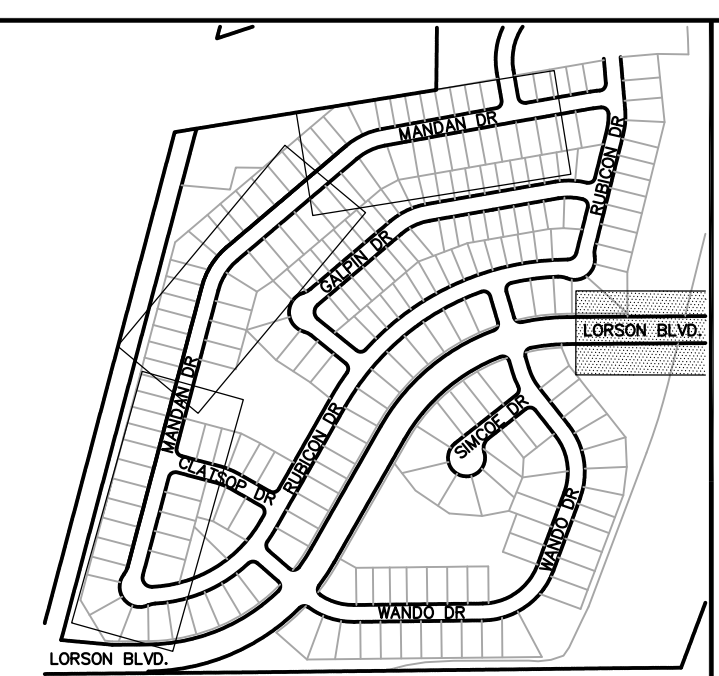 MANDAN DR
RUBICON DR
GALPIN DR
LORSON BLVD.
MANDAN DR
SIMCOE DR
RUBICON DR
CLATSOP DR
WANDO DR
WANDO DR
LORSON BLVD.